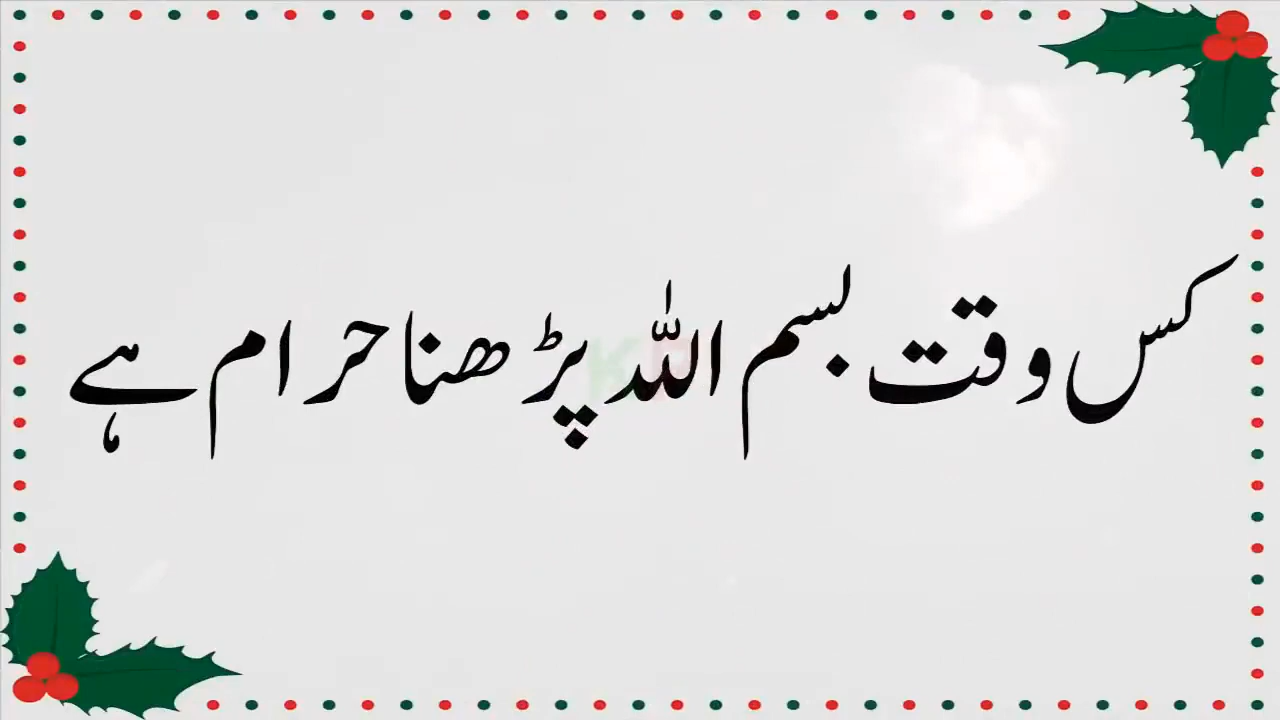 کس وقت بسم اللہ پڑھنا حرام ہے